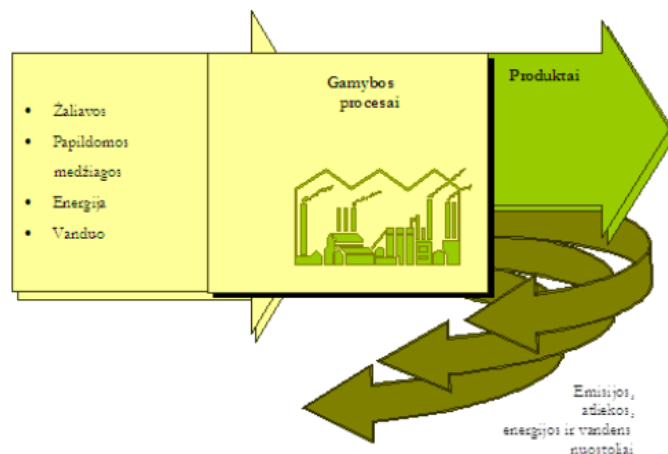 • Žaliavos
• Papildomos
medžiagos
• Energija
• Vanduo
Gamybos
procesai
Produktai
Emisijos,
atliekos,
energijos ir vandens
nuostoliai